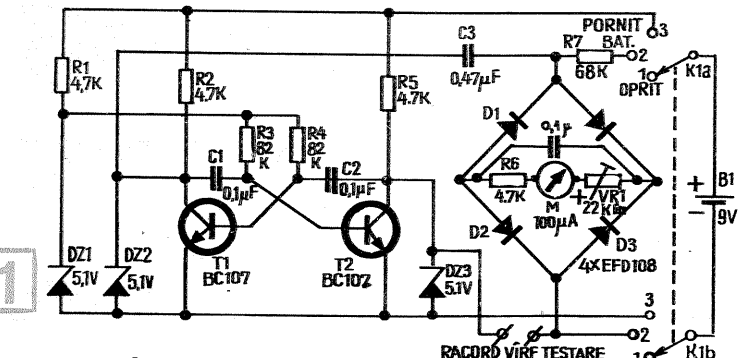 PORNIT 3
C3
R7 BAT. 2
K1a
R1
4,7K
R2
4.7K
0,47µF
R5
4.7K
68K
1
OPRIT
D1
R3
82
K
R4
82
K
0,1µ
C1
0,1µF
C2
0,1µF
R6
4.7K
VR1
22K
M
100µA
+
B1
9V
−
D2
D3
4xEFD108
DZ1
5,1V
DZ2
5,1V
T1
BC107
T2
BC107
DZ3
5.1V
1
3
2
RACORD VÎRF TESTARE
1
K1b